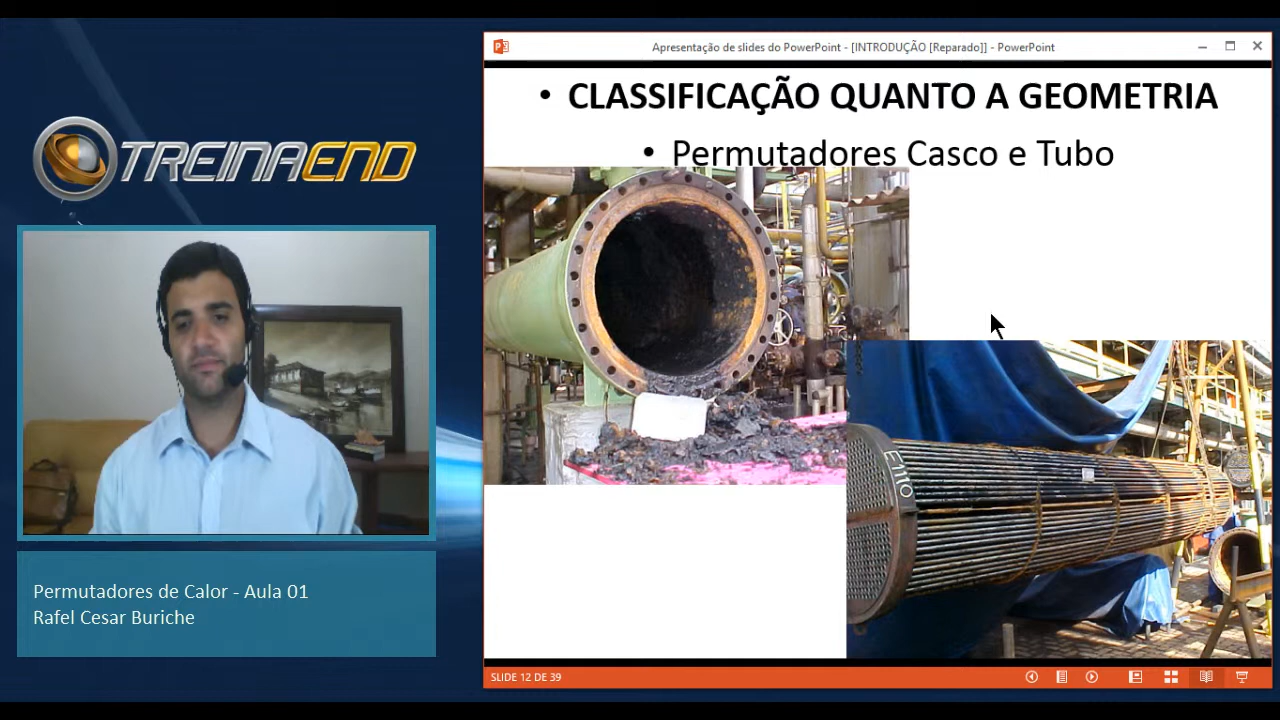 TREINAEND
Permutadores de Calor - Aula 01
Rafel Cesar Buriche
Apresentação de slides do PowerPoint - [INTRODUÇÃO [Reparado]] - PowerPoint
• CLASSIFICAÇÃO QUANTO A GEOMETRIA
• Permutadores Casco e Tubo
E1110
SLIDE 12 DE 39